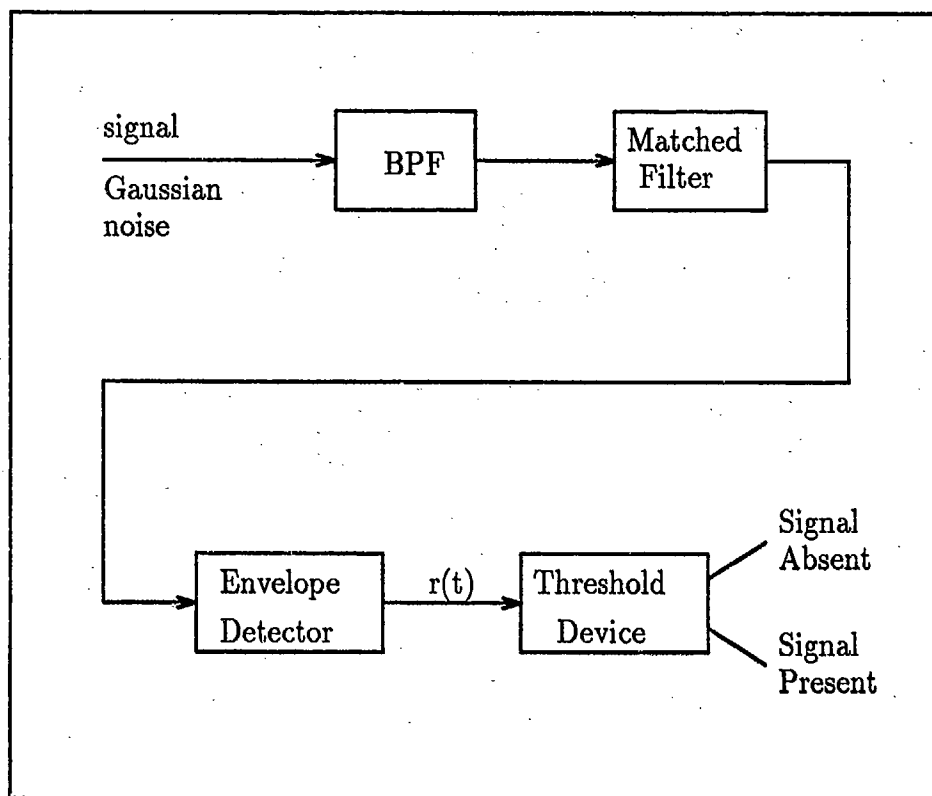 signal
Gaussian
noise
BPF
Matched
Filter
Envelope
Detector
r(t)
Threshold
Device
Signal
Absent
Signal
Present